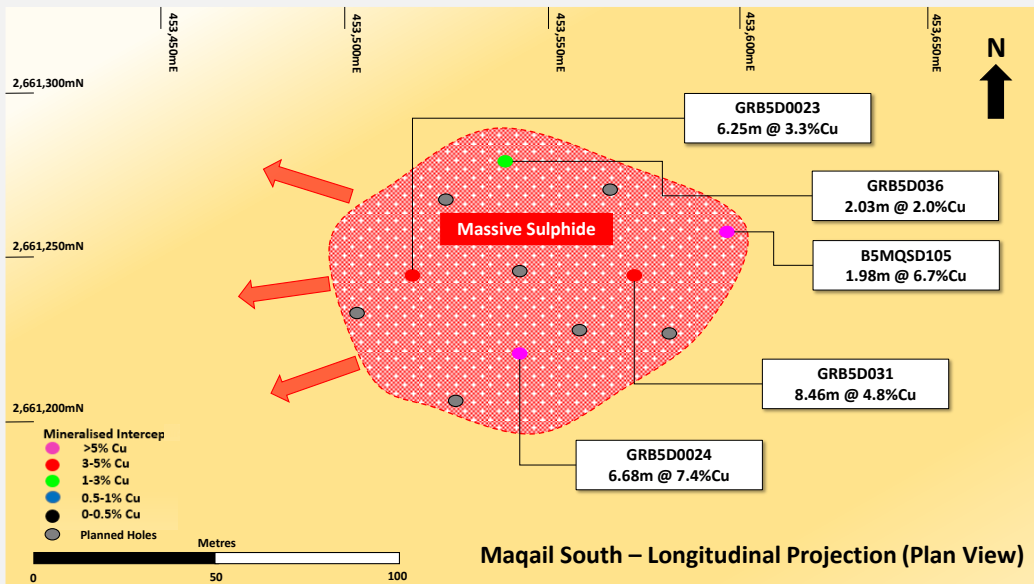 453,450mE
453,500mE
453,550mE
453,600mE
453,650mE
N
2,661,300mN
GRB5D0023
6.25m @ 3.3%Cu
GRB5D036
2.03m @ 2.0%Cu
Massive Sulphide
2,661,250mN
B5MQSD105
1.98m @ 6.7%Cu
GRB5D031
8.46m @ 4.8%Cu
2,661,200mN
GRB5D0024
6.68m @ 7.4%Cu
Mineralised Intercep
>5% Cu
3-5% Cu
1-3% Cu
0.5-1% Cu
0-0.5% Cu
Planned Holes
Metres
0 50 100
Maqail South – Longitudinal Projection (Plan View)